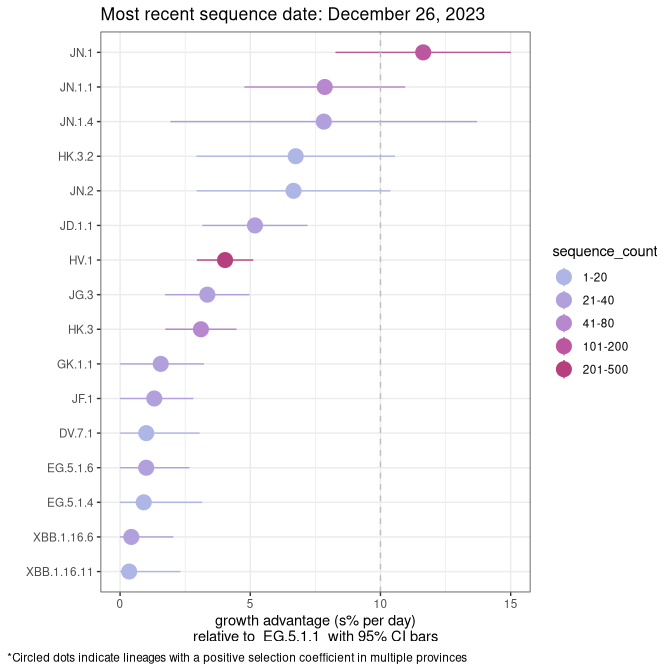 Most recent sequence date: December 26, 2023
JN.1
JN.1.1
JN.1.4
HK.3.2
JN.2
JD.1.1
HV.1
JG.3
HK.3
GK.1.1
JF.1
DV.7.1
EG.5.1.6
EG.5.1.4
XBB.1.16.6
XBB.1.16.11
0 5 10 15
growth advantage (s% per day)
relative to  EG.5.1.1  with 95% CI bars
*Circled dots indicate lineages with a positive selection coefficient in multiple provinces
sequence_count
1-20
21-40
41-80
101-200
201-500